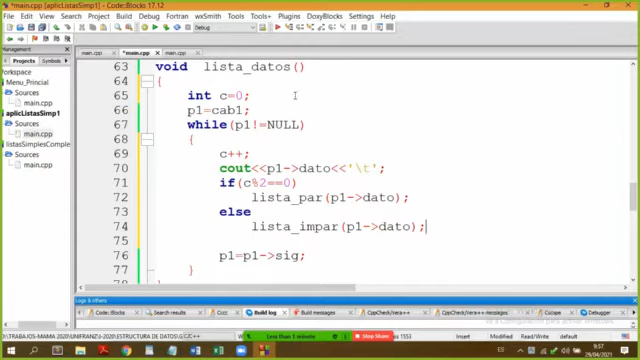 *main.cpp [aplicListasSimp1] - Code::Blocks 17.12
File Edit View Search Project Build Debug Fortran wxSmith Tools Tools+ Plugins DoxyBlocks Settings Help
Debug
Management
Projects Symbols
*main.cpp × main.cpp × *main.cpp ×
Menu_Princial
Sources
main.cpp
aplicListasSimp1
Sources
main.cpp
Sources
main.cpp
63 void lista_datos()
64 {
65 int c=0;
66 p1=cab1;
67 while(p1!=NULL)
68 {
69 c++;
70 cout<<p1->dato<<'\t';
71 if(c%2==0)
72 lista_par(p1->dato);
73 else
74 lista_impar(p1->dato);
75
76 p1=p1->sig;
77 }
Logs & others
Code::Blocks × Search results × Build log × Build messages × CppCheck/Vera++ × CppCheck/Vera++ messages × Cscope × Debugger
C/C++
Less than 1 minute
Stop Share
1553
Insert
Modified
Read/Write
default
ES
9:57
29/04/2021